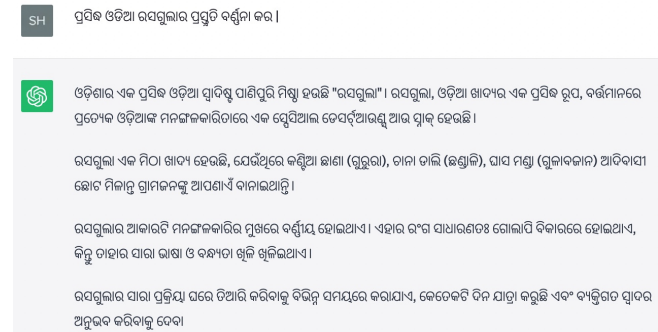 SH
ପ୍ରସିଦ୍ଧ ଓଡିଆ ରସଗୁଲାର ପ୍ରସ୍ତୁତି ବର୍ଣ୍ଣନା କର |
ଓଡ଼ିଶାର ଏକ ପ୍ରସିଦ୍ଧ ଓଡ଼ିଆ ସ୍ୱାଦିଷ୍ଟ ପାଣିପୁରି ମିଷ୍ଠା ହଉଛି "ରସଗୁଲା"। ରସଗୁଲା, ଓଡ଼ିଆ ଖାଦ୍ୟର ଏକ ପ୍ରସିଦ୍ଧ ରୂପ, ବର୍ତ୍ତମାନରେ
ପ୍ରତ୍ୟେକ ଓଡ଼ିଆଙ୍କ ମନଙ୍ଗଳକାରିତାରେ ଏକ ସ୍ପେସିଆଲ ଡେସର୍ଟ୍ଆଉଣ୍ଟ୍ ଆଉ ସ୍ନାକ୍ ହେଉଛି।
ରସଗୁଲା ଏକ ମିଠା ଖାଦ୍ୟ ହେଉଛି, ଯେଉଁଥିରେ କଣ୍ଟିଆ ଛାଣା (ଗୁରୁରା), ଚାନା ଡାଲି (ଛଣ୍ଡାଳି), ଘାସ ମଣ୍ଡା (ଗୁଳାବଜାନ) ଆଦିବାସୀ
ଛୋଟ ମିଳାନ୍ତ ଗ୍ରାମଜନଙ୍କୁ ଆପଣାଏଁ ବାନାଇଥାନ୍ତି।
ରସଗୁଲାର ଆକାରଟି ମନଙ୍ଗଳକାରିର ମୁଖରେ ବର୍ଣ୍ଣୀୟ ହୋଇଥାଏ। ଏହାର ରଂଗ ସାଧାରଣତଃ ଗୋଲାପି ବିକାରରେ ହୋଇଥାଏ,
କିନ୍ତୁ ତାହାର ସାରା ଭାଷା ଓ ବନ୍ଧ୍ୟତା ଖିଳି ଖିଳିଇଥାଏ।
ରସଗୁଲାର ସାରା ପ୍ରକ୍ରିୟା ଘରେ ତିଆରି କରିବାକୁ ବିଭିନ୍ନ ସମୟରେ କରାଯାଏ, କେତେକଟି ଦିନ ଯାତ୍ରା କରୁଛି ଏବଂ ବ୍ୟକ୍ତିଗତ ସ୍ୱାଦର
ଅନୁଭବ କରିବାକୁ ଦେବା